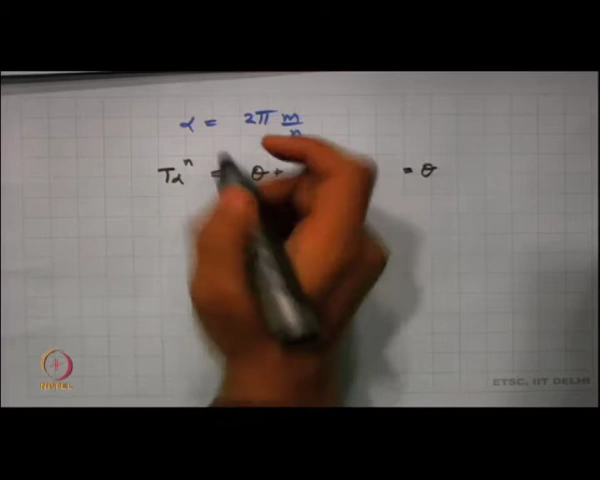 α = 2π m/n
Tα^n = θ + = θ
NPTEL
ETSC, IIT DELHI